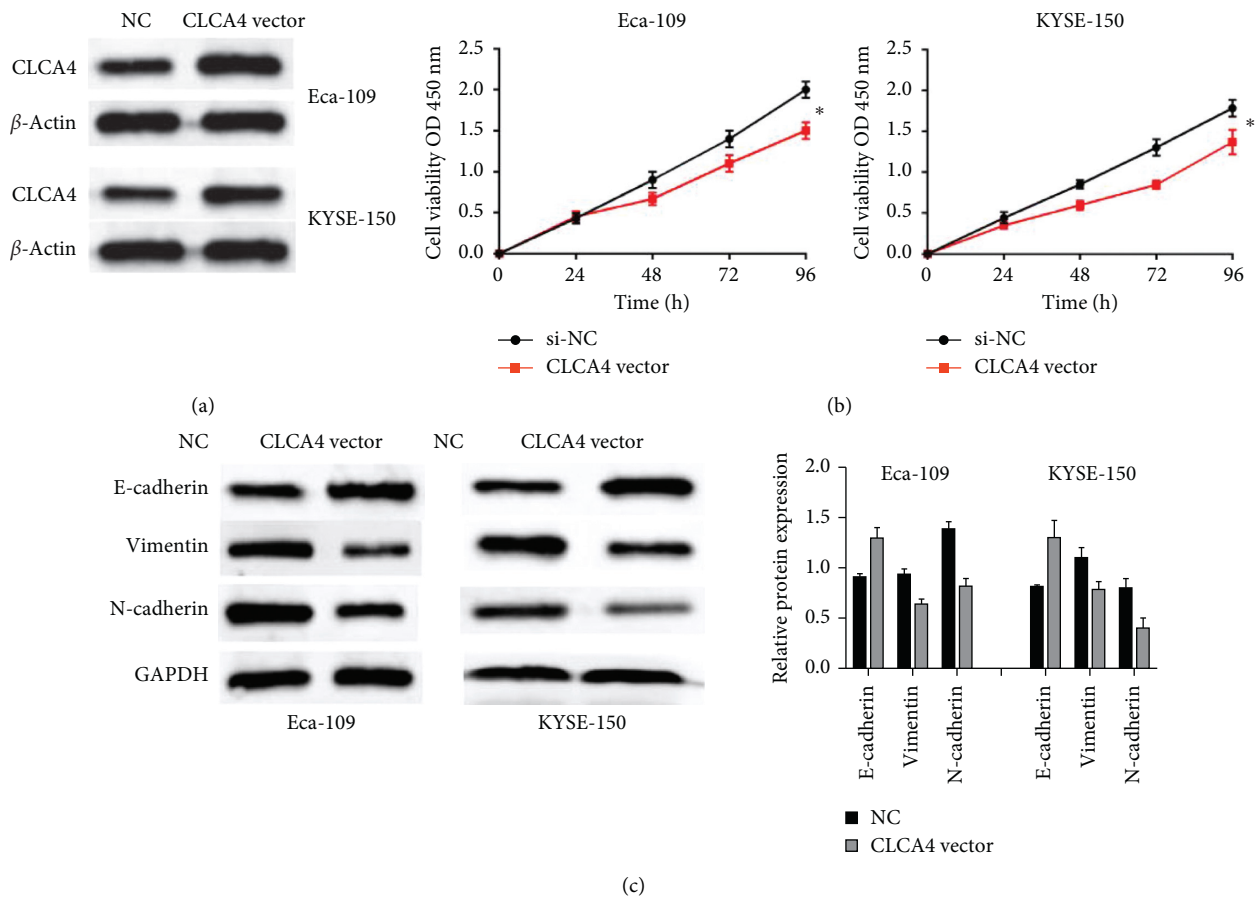 NC CLCA4 vector
CLCA4
Eca-109
β-Actin
CLCA4
KYSE-150
β-Actin
(a)
Eca-109
Cell viability OD 450 nm
2.5
2.0
1.5
1.0
0.5
0.0
*
0 24 48 72 96
Time (h)
si-NC
CLCA4 vector
KYSE-150
Cell viability OD 450 nm
2.5
2.0
1.5
1.0
0.5
0.0
*
0 24 48 72 96
Time (h)
si-NC
CLCA4 vector
(b)
NC CLCA4 vector NC CLCA4 vector
E-cadherin
Vimentin
N-cadherin
GAPDH
Eca-109 KYSE-150
Relative protein expression
2.0
1.5
1.0
0.5
0.0
Eca-109 KYSE-150
E-cadherin
Vimentin
N-cadherin
E-cadherin
Vimentin
N-cadherin
NC
CLCA4 vector
(c)